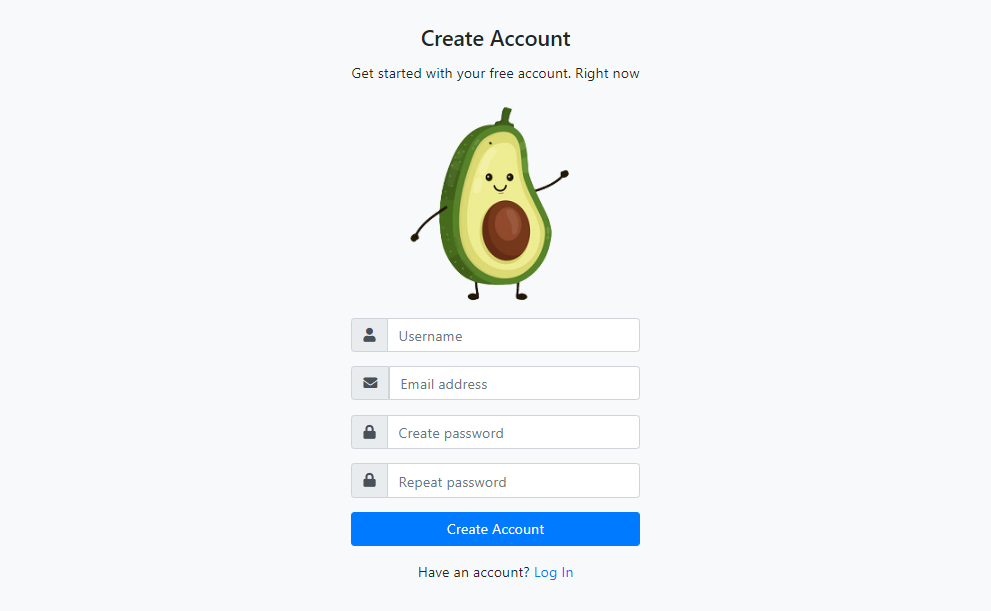 Create Account
Get started with your free account. Right now
Username
Email address
Create password
Repeat password
Create Account
Have an account? Log In